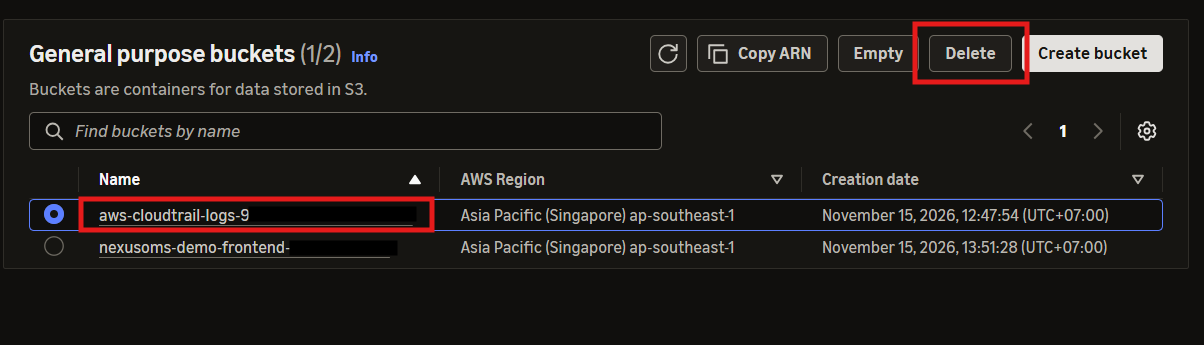 General purpose buckets (1/2) Info
Copy ARN
Empty
Delete
Create bucket
Buckets are containers for data stored in S3.
Find buckets by name
1
Name AWS Region Creation date
aws-cloudtrail-logs-9 Asia Pacific (Singapore) ap-southeast-1 November 15, 2026, 12:47:54 (UTC+07:00)
nexusoms-demo-frontend- Asia Pacific (Singapore) ap-southeast-1 November 15, 2026, 13:51:28 (UTC+07:00)